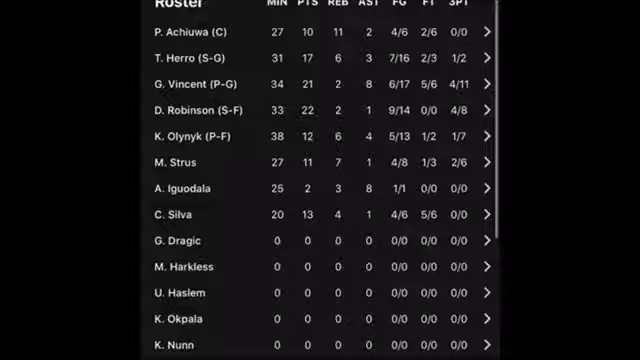 Roster MIN PTS REB AST FG FT 3PT
P. Achiuwa (C) 27 10 11 2 4/6 2/6 0/0
T. Herro (S-G) 31 17 6 3 7/16 2/3 1/2
G. Vincent (P-G) 34 21 2 8 6/17 5/6 4/11
D. Robinson (S-F) 33 22 2 1 9/14 0/0 4/8
K. Olynyk (P-F) 38 12 6 4 5/13 1/2 1/7
M. Strus 27 11 7 1 4/8 1/3 2/6
A. Iguodala 25 2 3 8 1/1 0/0 0/0
C. Silva 20 13 4 1 4/6 5/6 0/0
G. Dragic 0 0 0 0 0/0 0/0 0/0
M. Harkless 0 0 0 0 0/0 0/0 0/0
U. Haslem 0 0 0 0 0/0 0/0 0/0
K. Okpala 0 0 0 0 0/0 0/0 0/0
K. Nunn 0 0 0 0 0/0 0/0 0/0